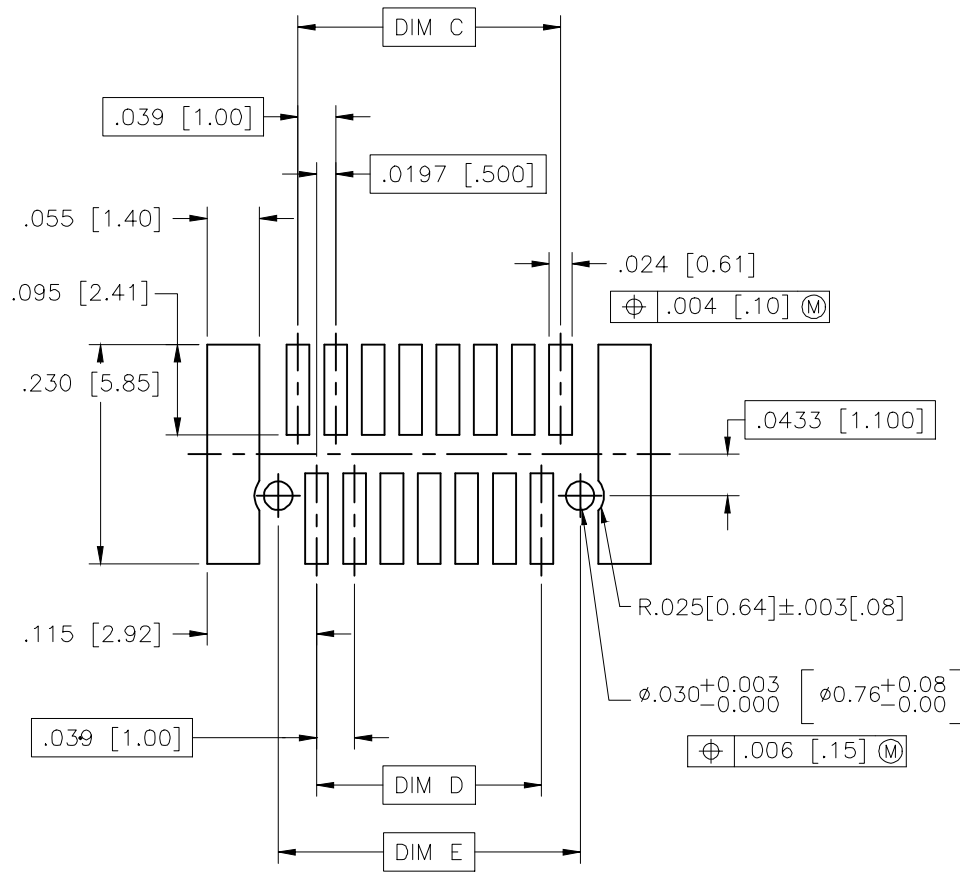 DIM C
.039 [1.00]
.0197 [.500]
.055 [1.40]
.024 [0.61]
.095 [2.41]
⌖ .004 [.10] Ⓜ
.230 [5.85]
.0433 [1.100]
R.025[0.64]±.003[.08]
.115 [2.92]
⌀.030 +0.003 -0.000 [⌀0.76 +0.08 -0.00]
.039 [1.00]
⌖ .006 [.15] Ⓜ
DIM D
DIM E